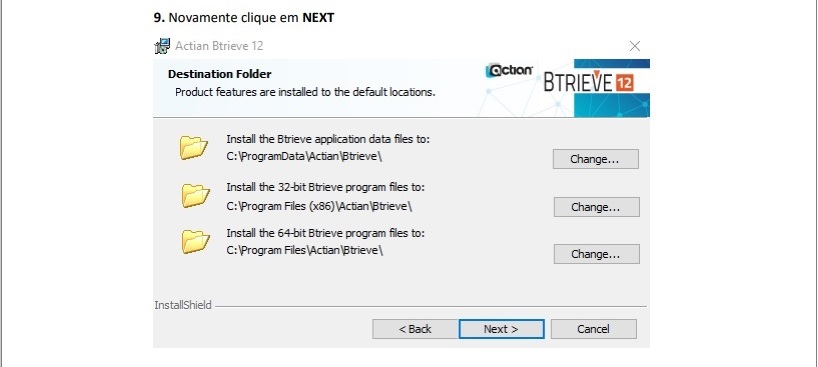 9. Novamente clique em NEXT
Actian Btrieve 12
Destination Folder
Product features are installed to the default locations.
actian
BTRIEVE 12
Install the Btrieve application data files to:
C:\ProgramData\Actian\Btrieve\
Change...
Install the 32-bit Btrieve program files to:
C:\Program Files (x86)\Actian\Btrieve\
Change...
Install the 64-bit Btrieve program files to:
C:\Program Files\Actian\Btrieve\
Change...
InstallShield
< Back
Next >
Cancel